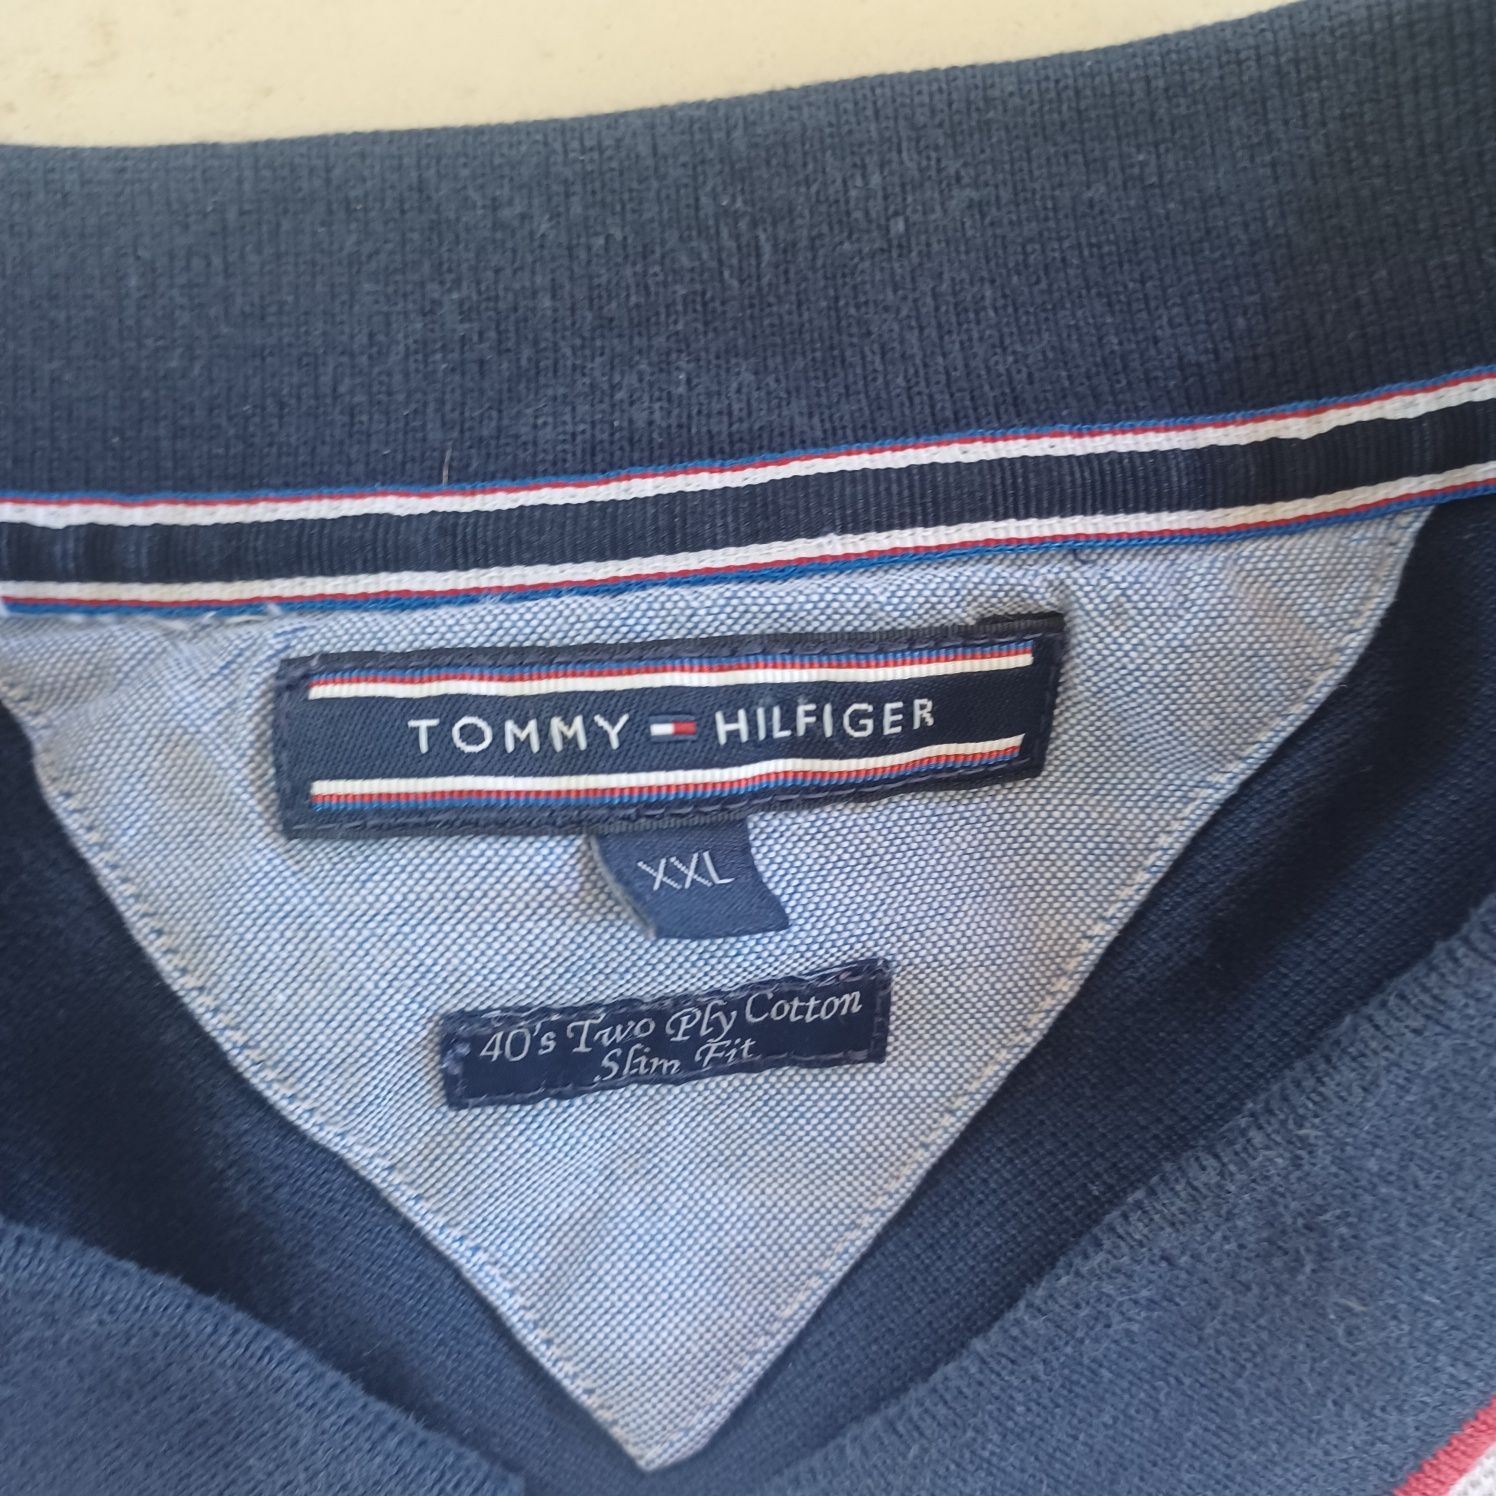 TOMMY HILFIGER
XXL
40's Two Ply Cotton
Slim Fit